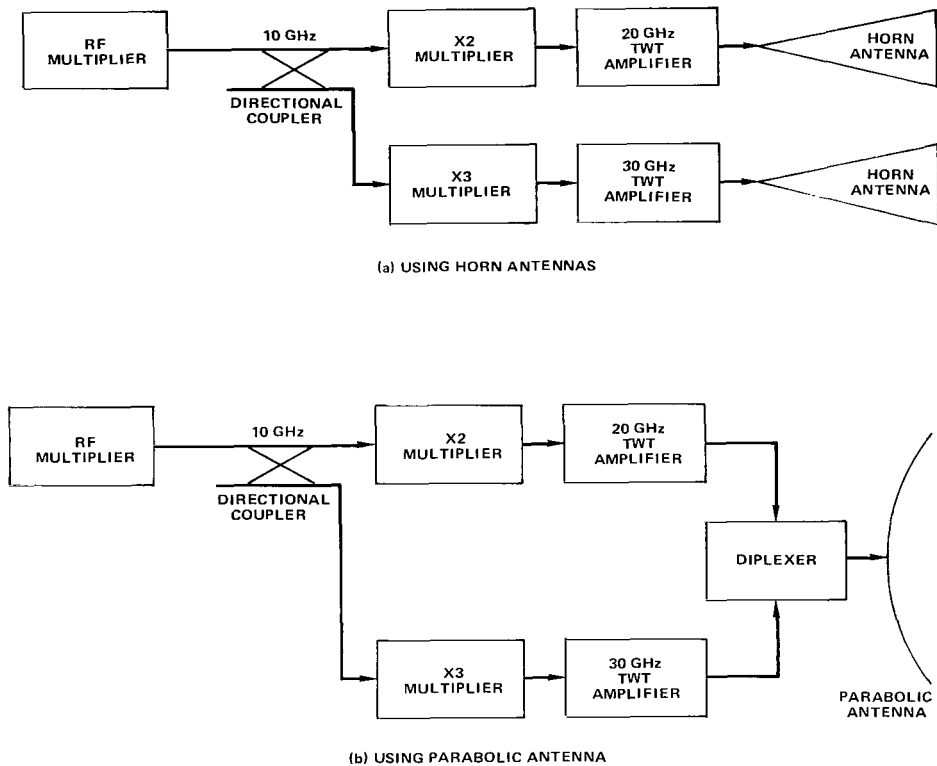 RF
MULTIPLIER
10 GHz
DIRECTIONAL
COUPLER
X2
MULTIPLIER
20 GHz
TWT
AMPLIFIER
HORN
ANTENNA
X3
MULTIPLIER
30 GHz
TWT
AMPLIFIER
HORN
ANTENNA
(a) USING HORN ANTENNAS
RF
MULTIPLIER
10 GHz
DIRECTIONAL
COUPLER
X2
MULTIPLIER
20 GHz
TWT
AMPLIFIER
DIPLEXER
X3
MULTIPLIER
30 GHz
TWT
AMPLIFIER
PARABOLIC
ANTENNA
(b) USING PARABOLIC ANTENNA